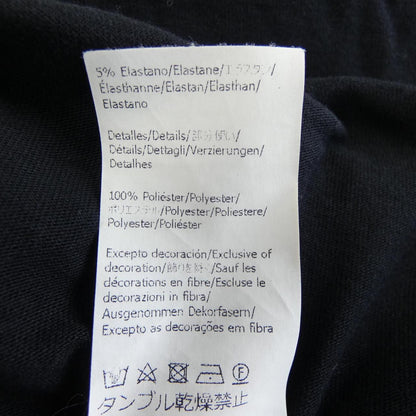 5% Elastano/Elastane/エラスタン/
Élasthanne/Elastan/Elasthan/
Elastano
Detalles/Details/部分使い/
Détails/Dettagli/Verzierungen/
Detalhes
100% Poliéster/Polyester/
ポリエステル/Polyester/Poliestere/
Polyester/Poliéster
Excepto decoración/Exclusive of
decoration/飾りを除く/Sauf les
décorations en fibre/Escluse le
decorazioni in fibra/
Ausgenommen Dekorfasern/
Excepto as decorações em fibra
タンブル乾燥禁止